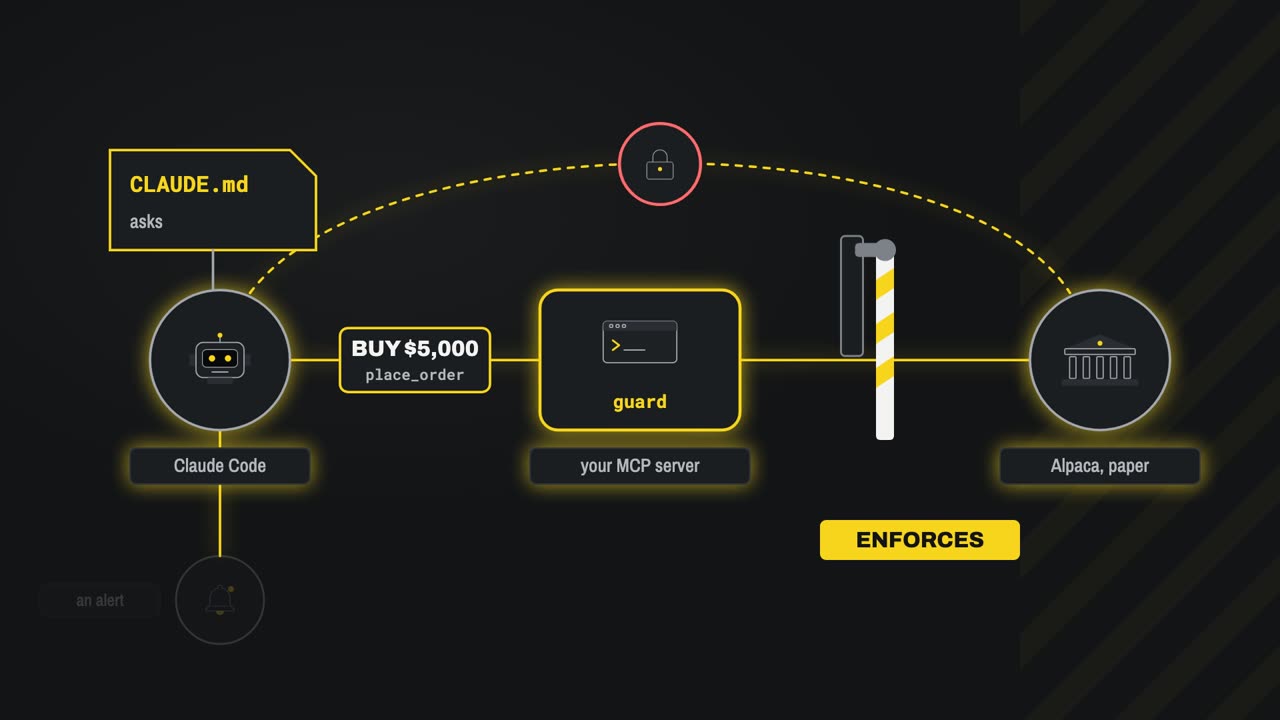 CLAUDE.md
asks
BUY $5,000
place_order
guard
Claude Code
your MCP server
Alpaca, paper
ENFORCES
an alert